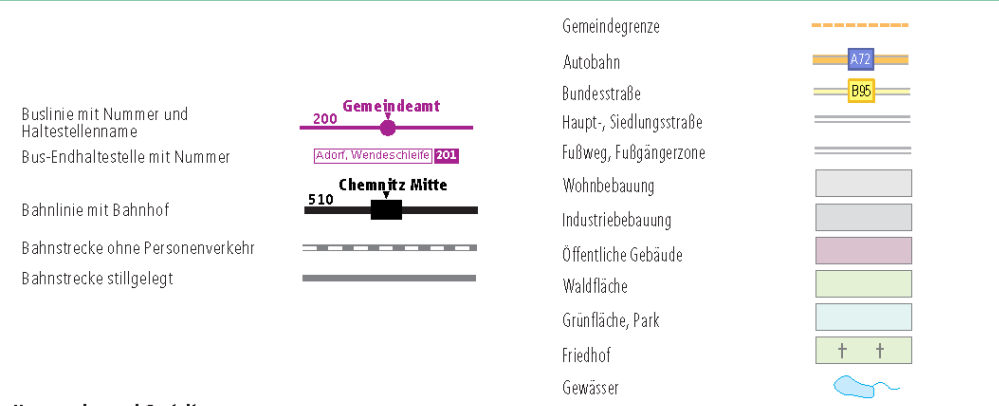 Buslinie mit Nummer und
Haltestellenname
200
Gemeindeamt
Bus-Endhaltestelle mit Nummer
Adorf, Wendeschleife 201
Bahnlinie mit Bahnhof
510
Chemnitz Mitte
Bahnstrecke ohne Personenverkehr
Bahnstrecke stillgelegt
Gemeindegrenze
Autobahn A72
Bundesstraße B95
Haupt-, Siedlungsstraße
Fußweg, Fußgängerzone
Wohnbebauung
Industriebebauung
Öffentliche Gebäude
Waldfläche
Grünfläche, Park
Friedhof
Gewässer